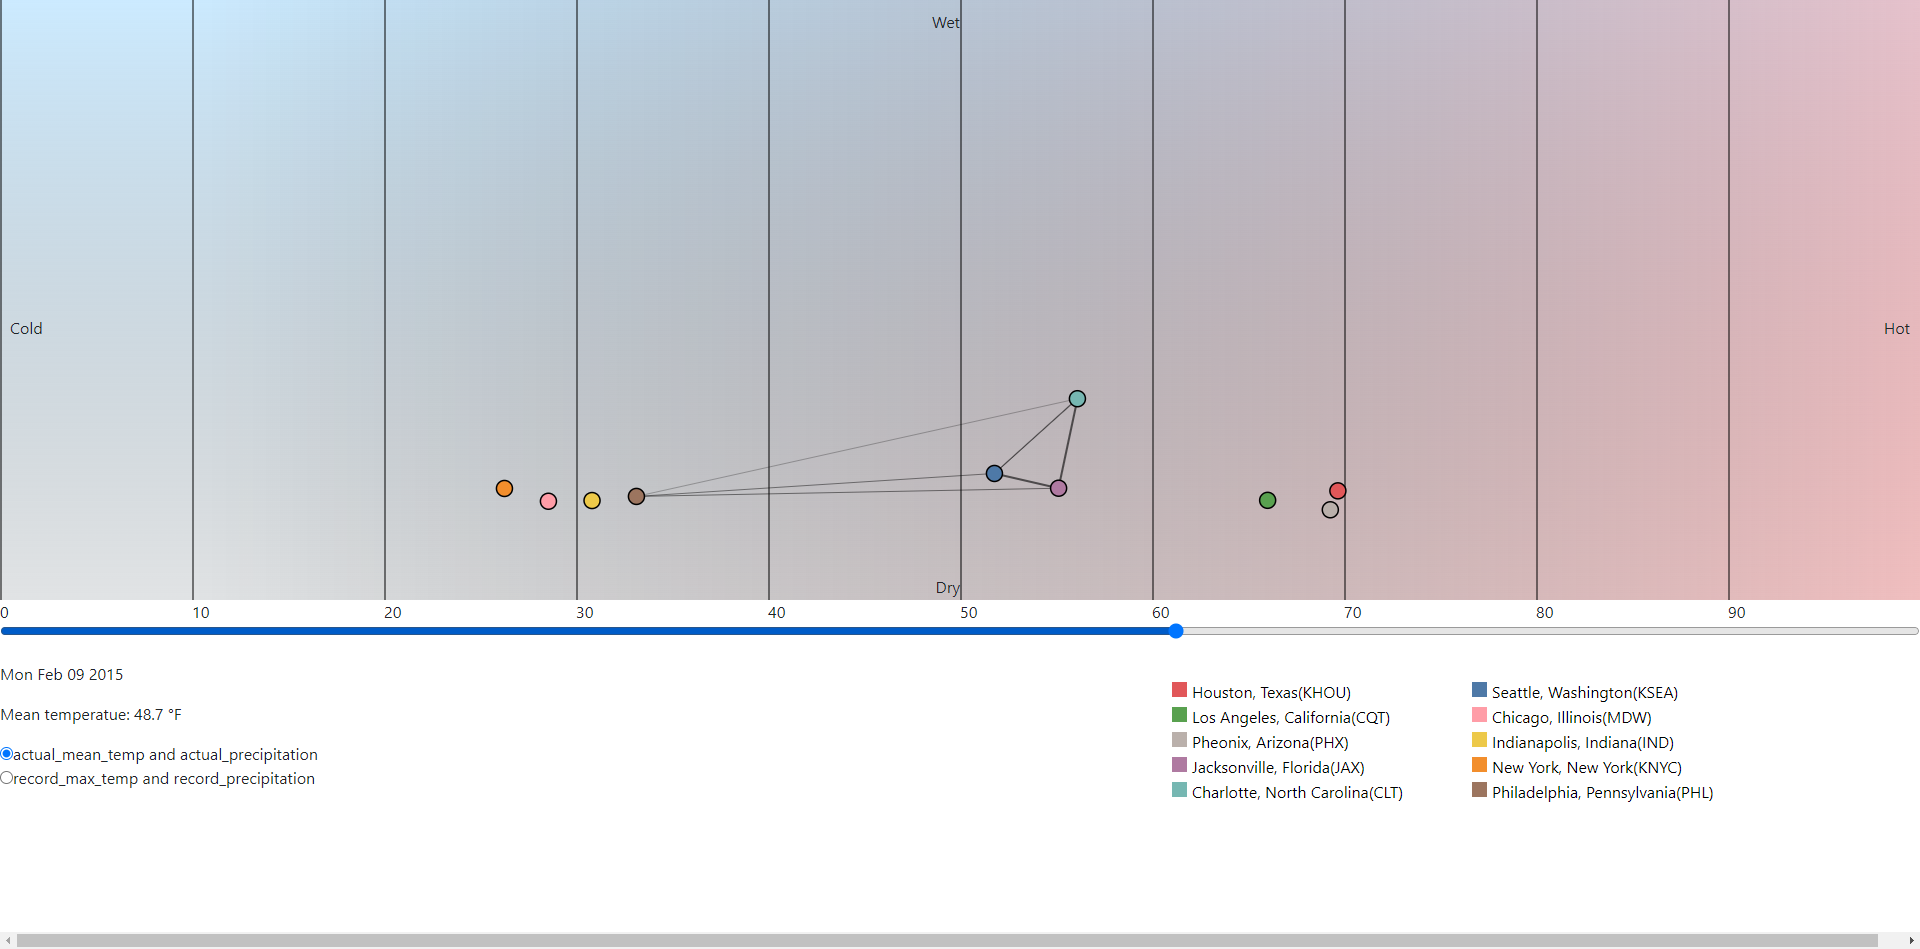 Wet
Cold
Hot
Dry
0 10 20 30 40 50 60 70 80 90
Mon Feb 09 2015
Mean temperatue: 48.7 °F
actual_mean_temp and actual_precipitation
record_max_temp and record_precipitation
Houston, Texas(KHOU)
Los Angeles, California(CQT)
Pheonix, Arizona(PHX)
Jacksonville, Florida(JAX)
Charlotte, North Carolina(CLT)
Seattle, Washington(KSEA)
Chicago, Illinois(MDW)
Indianapolis, Indiana(IND)
New York, New York(KNYC)
Philadelphia, Pennsylvania(PHL)